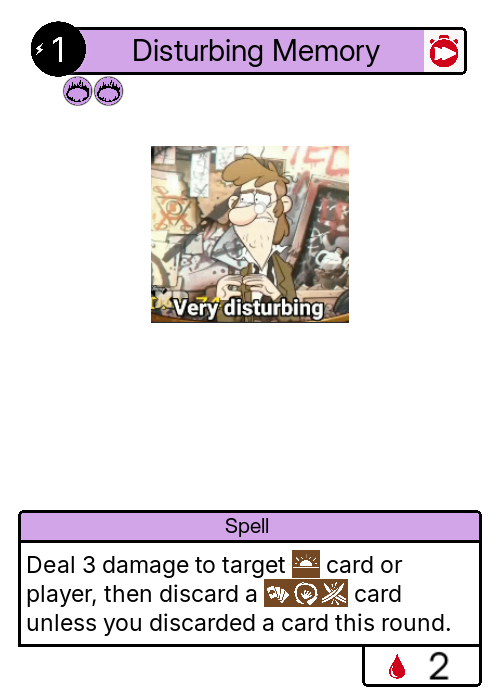 1
Disturbing Memory
Very disturbing
Spell
Deal 3 damage to target card or
player, then discard a card
unless you discarded a card this round.
2